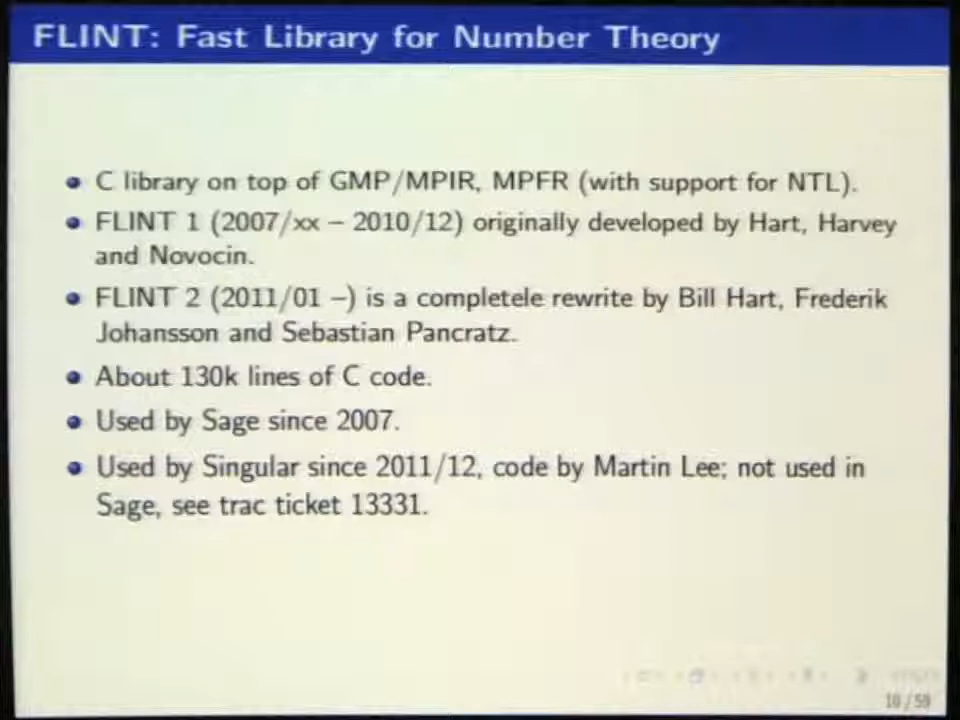 FLINT: Fast Library for Number Theory
C library on top of GMP/MPIR, MPFR (with support for NTL).
FLINT 1 (2007/xx – 2010/12) originally developed by Hart, Harvey
and Novocin.
FLINT 2 (2011/01 –) is a completele rewrite by Bill Hart, Frederik
Johansson and Sebastian Pancratz.
About 130k lines of C code.
Used by Sage since 2007.
Used by Singular since 2011/12, code by Martin Lee; not used in
Sage, see trac ticket 13331.